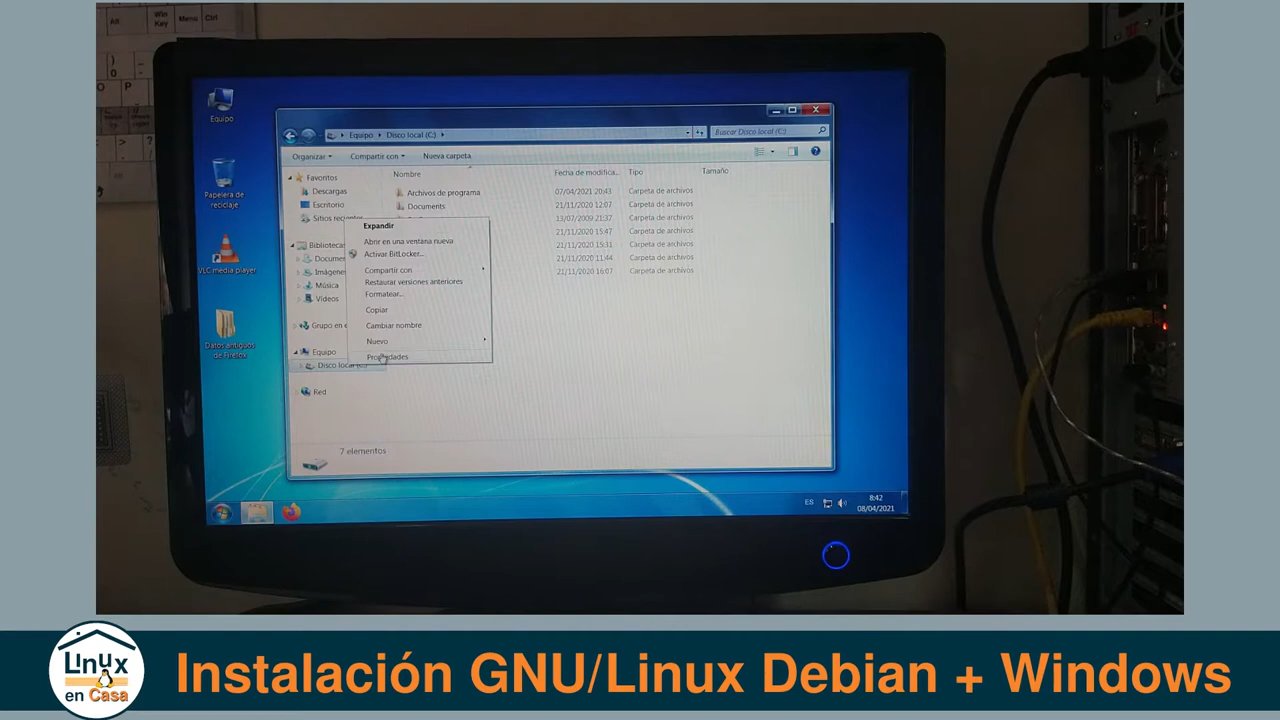 Alt
Win
Key
Menu
Ctrl
)
0
O
P
Equipo
Papelera de
reciclaje
VLC media player
Datos antiguos
de Firefox
Equipo
Disco local (C:)
Buscar Disco local (C:)
Organizar
Compartir con
Nueva carpeta
Favoritos
Descargas
Escritorio
Sitios recientes
Bibliotecas
Imágenes
Música
Vídeos
Grupo en
Equipo
Disco local
Red
Nombre
Fecha de modifica...
Tipo
Tamaño
Archivos de programa
07/04/2021 20:43
Carpeta de archivos
Documents
21/11/2020 12:07
Carpeta de archivos
13/07/2009 21:37
Carpeta de archivos
21/11/2020 15:47
Carpeta de archivos
21/11/2020 15:31
Carpeta de archivos
21/11/2020 11:44
Carpeta de archivos
21/11/2020 16:07
Carpeta de archivos
Expandir
Abrir en una ventana nueva
Activar BitLocker...
Compartir con
Restaurar versiones anteriores
Formatear...
Copiar
Cambiar nombre
Nuevo
Propiedades
7 elementos
ES
8:42
08/04/2021
Linux
en Casa
Instalación GNU/Linux Debian + Windows